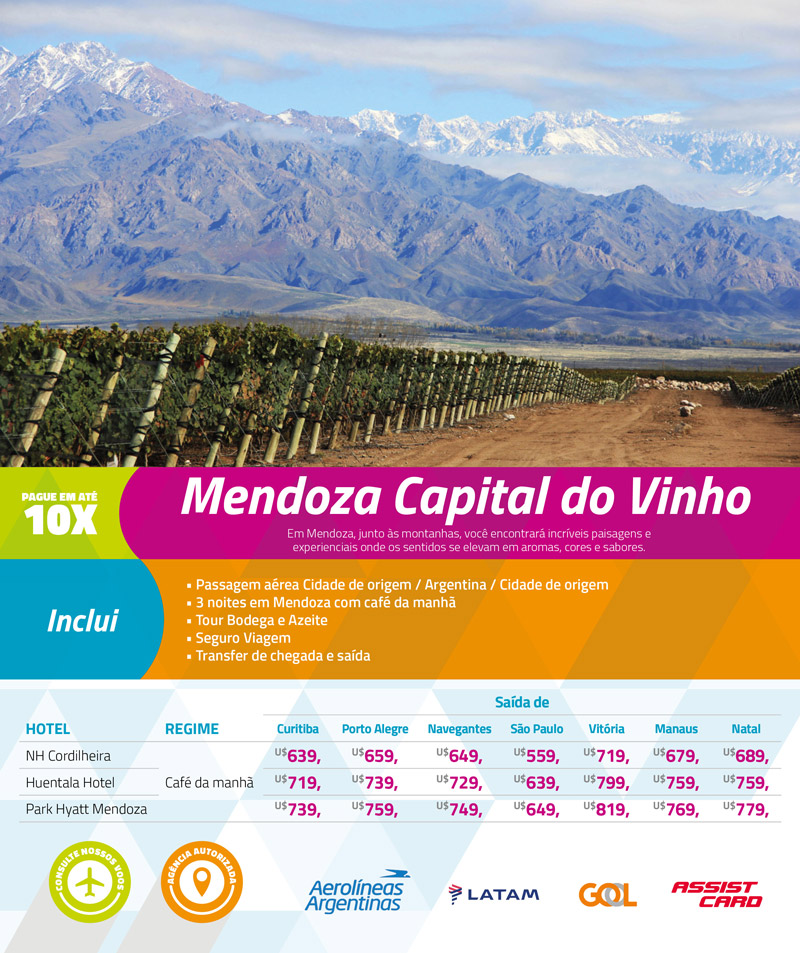 PAGUE EM ATÉ
10X
Mendoza Capital do Vinho
Em Mendoza, junto às montanhas, você encontrará incríveis paisagens e
experienciais onde os sentidos se elevam em aromas, cores e sabores.
Inclui
• Passagem aérea Cidade de origem / Argentina / Cidade de origem
• 3 noites em Mendoza com café da manhã
• Tour Bodega e Azeite
• Seguro Viagem
• Transfer de chegada e saída
Saída de
HOTEL REGIME Curitiba Porto Alegre Navegantes São Paulo Vitória Manaus Natal
NH Cordilheira U$639, U$659, U$649, U$559, U$719, U$679, U$689,
Huentala Hotel Café da manhã U$719, U$739, U$729, U$639, U$799, U$759, U$759,
Park Hyatt Mendoza U$739, U$759, U$749, U$649, U$819, U$769, U$779,
CONSULTE NOSSOS VOOS
AGÊNCIA AUTORIZADA
Aerolíneas
Argentinas
LATAM
GOL
ASSIST
CARD